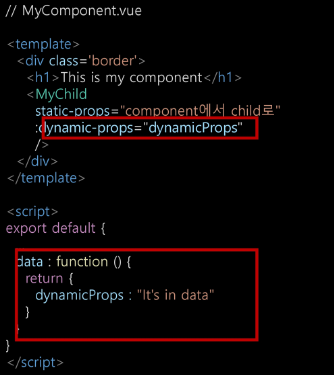 // MyComponent.vue
<template>
<div class='border'>
<h1>This is my component</h1>
<MyChild
static-props="component에서 child로"
:dynamic-props="dynamicProps"
/>
</div>
</template>
<script>
export default {
data : function () {
return {
dynamicProps : "It's in data"
}
}
}
</script>